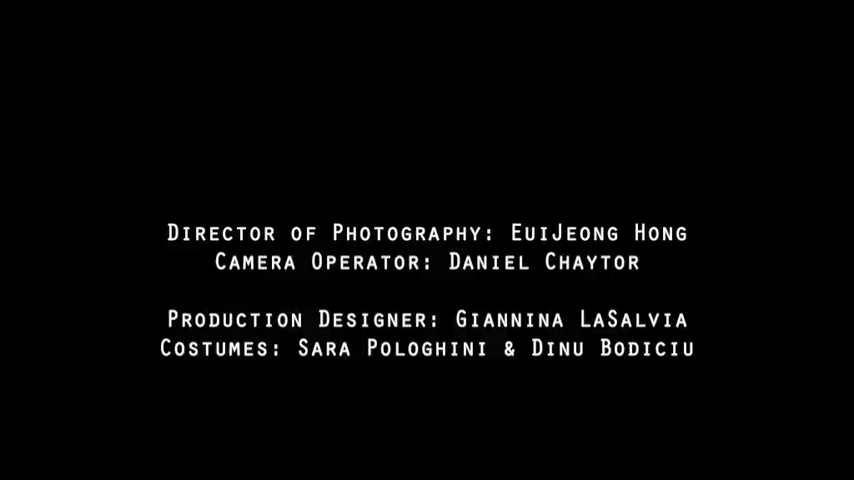 Director of Photography: EuiJeong Hong
Camera Operator: Daniel Chaytor
Production Designer: Giannina LaSalvia
Costumes: Sara Pologhini & Dinu Bodiciu